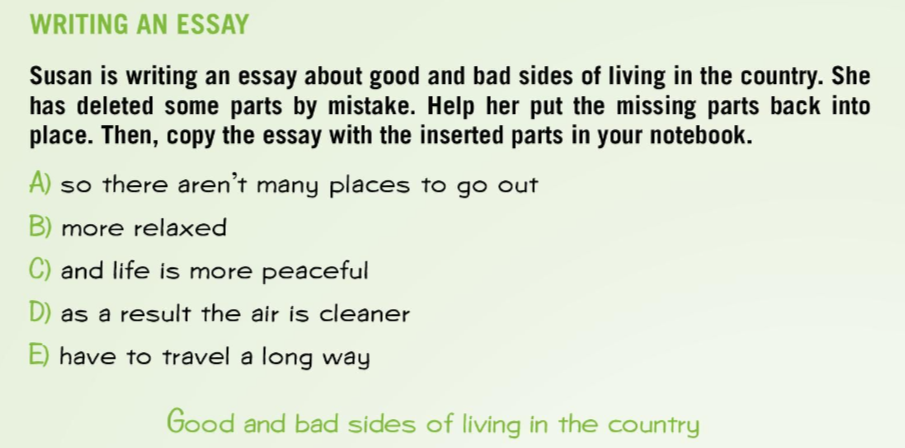 WRITING AN ESSAY
Susan is writing an essay about good and bad sides of living in the country. She
has deleted some parts by mistake. Help her put the missing parts back into
place. Then, copy the essay with the inserted parts in your notebook.
A) so there aren't many places to go out
B) more relaxed
C) and life is more peaceful
D) as a result the air is cleaner
E) have to travel a long way
Good and bad sides of living in the country